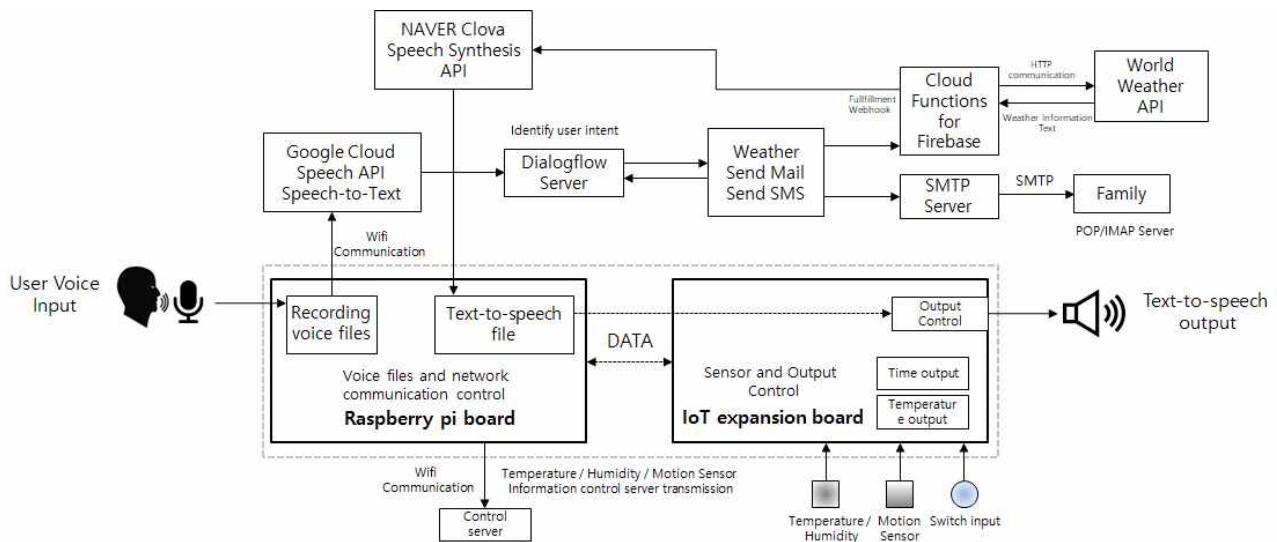 NAVER Clova
Speech Synthesis
API
HTTP
communication
World
Weather
API
Cloud
Functions
for
Firebase
Fullfillment
Webhook
Weather Information
Text
Identify user intent
Google Cloud
Speech API
Speech-to-Text
Dialogflow
Server
Weather
Send Mail
Send SMS
SMTP
Server
SMTP
Family
POP/IMAP Server
Wifi
Communication
User Voice
Input
Recording
voice files
Text-to-speech
file
DATA
Output
Control
Text-to-speech
output
Voice files and network
communication control
Raspberry pi board
Sensor and Output
Control
IoT expansion board
Time output
Temperatur
e output
Wifi
Communication
Temperature / Humidity / Motion Sensor
Information control server transmission
Control
server
Temperature /
Humidity
Motion
Sensor
Switch input